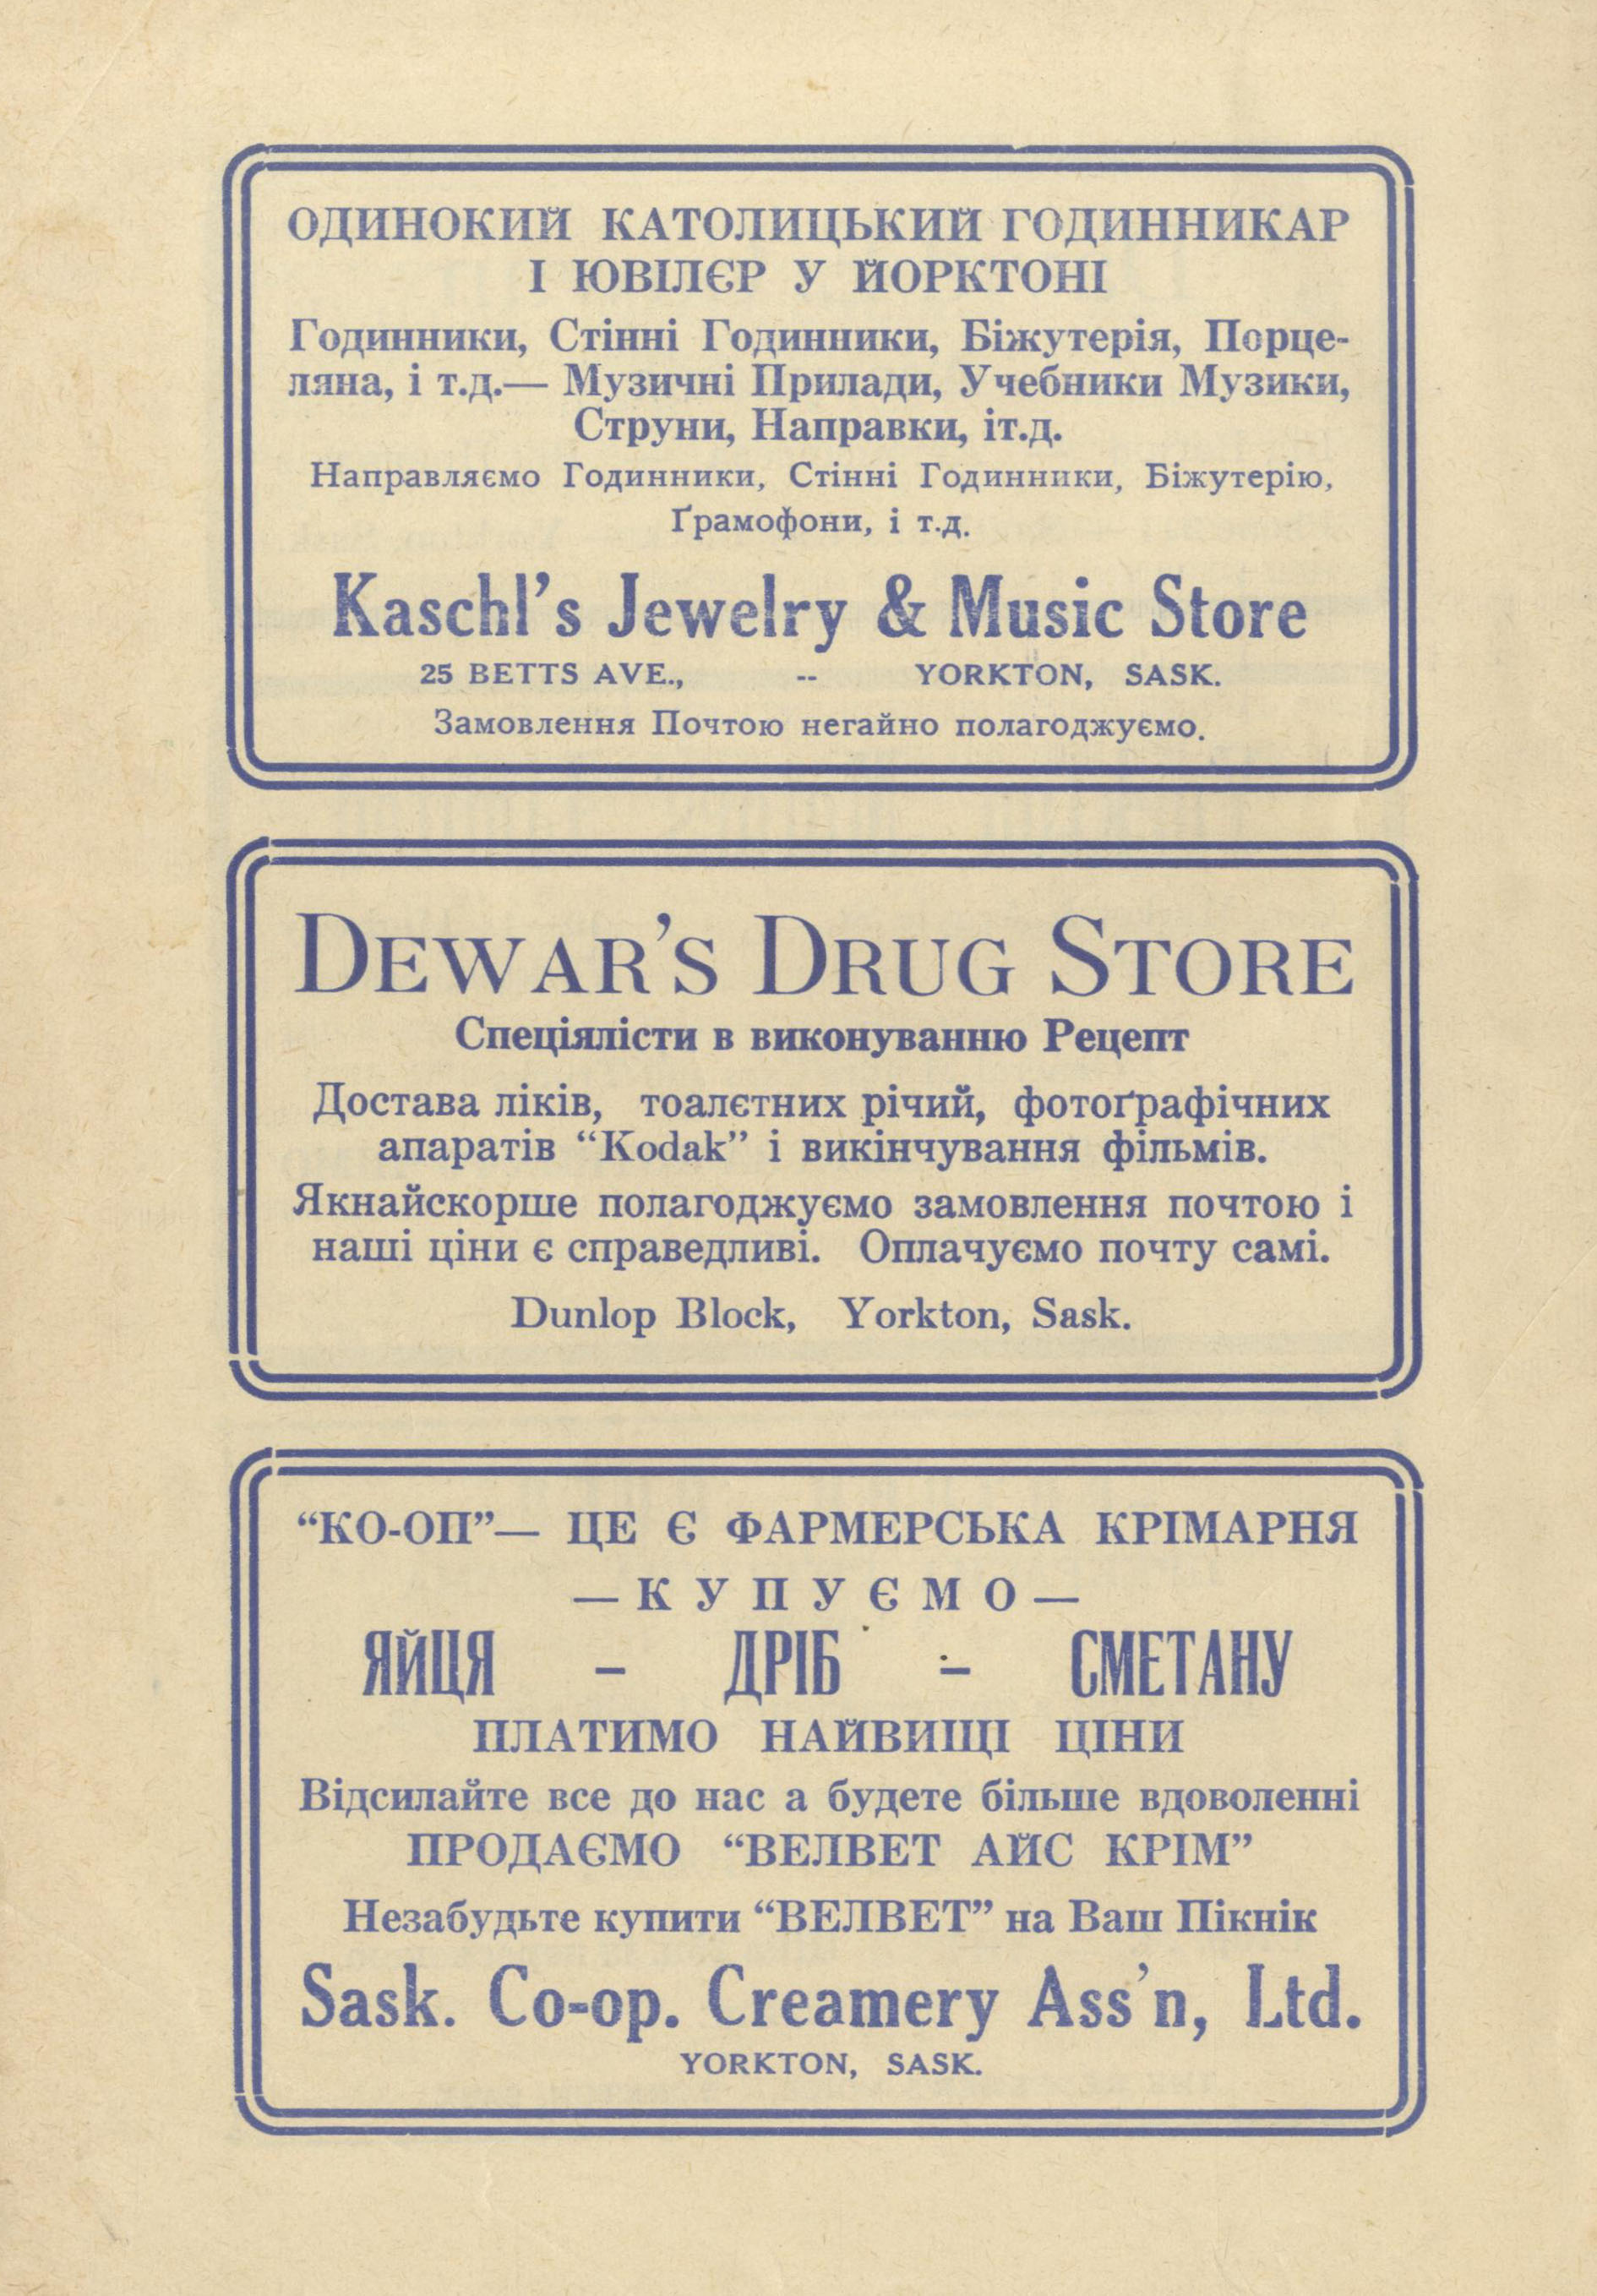 ОДИНОКИЙ КАТОЛИЦЬКИЙ ГОДИННИКАР
І ЮВІЛЄР У ЙОРКТОНІ
Годинники, Стінні Годинники, Біжутерія, Порце-
ляна, і т.д.— Музичні Прилади, Учебники Музики,
Струни, Направки, іт.д.
Направляємо Годинники, Стінні Годинники, Біжутерію,
Ґрамофони, і т.д.
Kaschl's Jewelry & Music Store
25 BETTS AVE., -- YORKTON, SASK.
Замовлення Почтою негайно полагоджуємо.
DEWAR'S DRUG STORE
Спеціялісти в виконуванню Рецепт
Достава ліків, тоалєтних річий, фотоґрафічних
апаратів “Kodak” і викінчування фільмів.
Якнайскорше полагоджуємо замовлення почтою і
наші ціни є справедливі. Оплачуємо почту самі.
Dunlop Block, Yorkton, Sask.
“КО-ОП”— ЦЕ Є ФАРМЕРСЬКА КРІМАРНЯ
— К У П У Є М О —
ЯЙЦЯ - ДРІБ - СМЕТАНУ
ПЛАТИМО НАЙВИЩІ ЦІНИ
Відсилайте все до нас а будете більше вдоволенні
ПРОДАЄМО “ВЕЛВЕТ АЙС КРІМ”
Незабудьте купити “ВЕЛВЕТ” на Ваш Пікнік
Sask. Co-op. Creamery Ass'n, Ltd.
YORKTON, SASK.